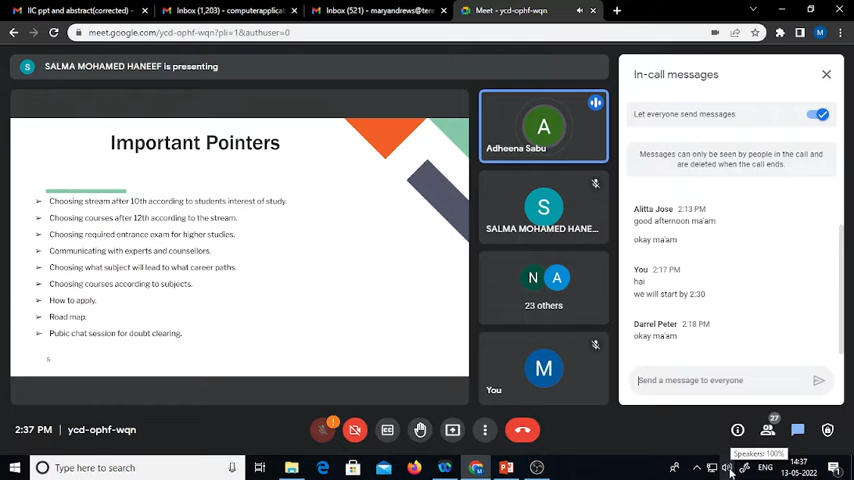 IIC ppt and abstract(corrected) -
Inbox (1,203) - computerapplicat
Inbox (521) - maryandrews@tere
Meet - ycd-ophf-wqn
meet.google.com/ycd-ophf-wqn?pli=1&authuser=0
M
S
SALMA MOHAMED HANEEF is presenting
Important Pointers
➢ Choosing stream after 10th according to students interest of study.
➢ Choosing courses after 12th according to the stream.
➢ Choosing required entrance exam for higher studies.
➢ Communicating with experts and counsellors.
➢ Choosing what subject will lead to what career paths.
➢ Choosing courses according to subjects.
➢ How to apply.
➢ Road map.
➢ Pubic chat session for doubt clearing.
A
Adheena Sabu
S
SALMA MOHAMED HANE...
N A
23 others
M
You
In-call messages
Let everyone send messages
Messages can only be seen by people in the call and
are deleted when the call ends.
Alitta Jose 2:13 PM
good afternoon ma'am
okay ma'am
You 2:17 PM
hai
we will start by 2:30
Darrel Peter 2:18 PM
okay ma'am
Send a message to everyone
2:37 PM
ycd-ophf-wqn
27
Speakers: 100%
Type here to search
ENG
14:37
13-05-2022